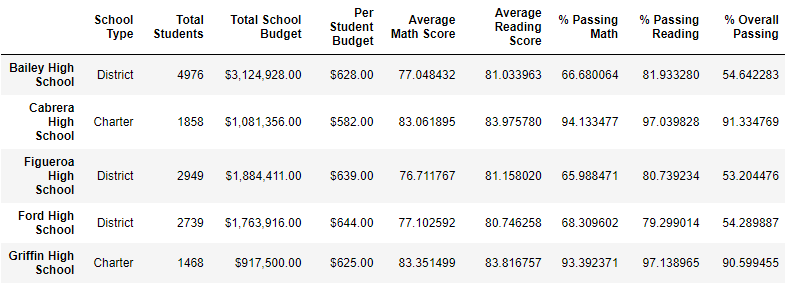 School Type Total Students Total School Budget Per Student Budget Average Math Score Average Reading Score % Passing Math % Passing Reading % Overall Passing
Bailey High School District 4976 $3,124,928.00 $628.00 77.048432 81.033963 66.680064 81.933280 54.642283
Cabrera High School Charter 1858 $1,081,356.00 $582.00 83.061895 83.975780 94.133477 97.039828 91.334769
Figueroa High School District 2949 $1,884,411.00 $639.00 76.711767 81.158020 65.988471 80.739234 53.204476
Ford High School District 2739 $1,763,916.00 $644.00 77.102592 80.746258 68.309602 79.299014 54.289887
Griffin High School Charter 1468 $917,500.00 $625.00 83.351499 83.816757 93.392371 97.138965 90.599455